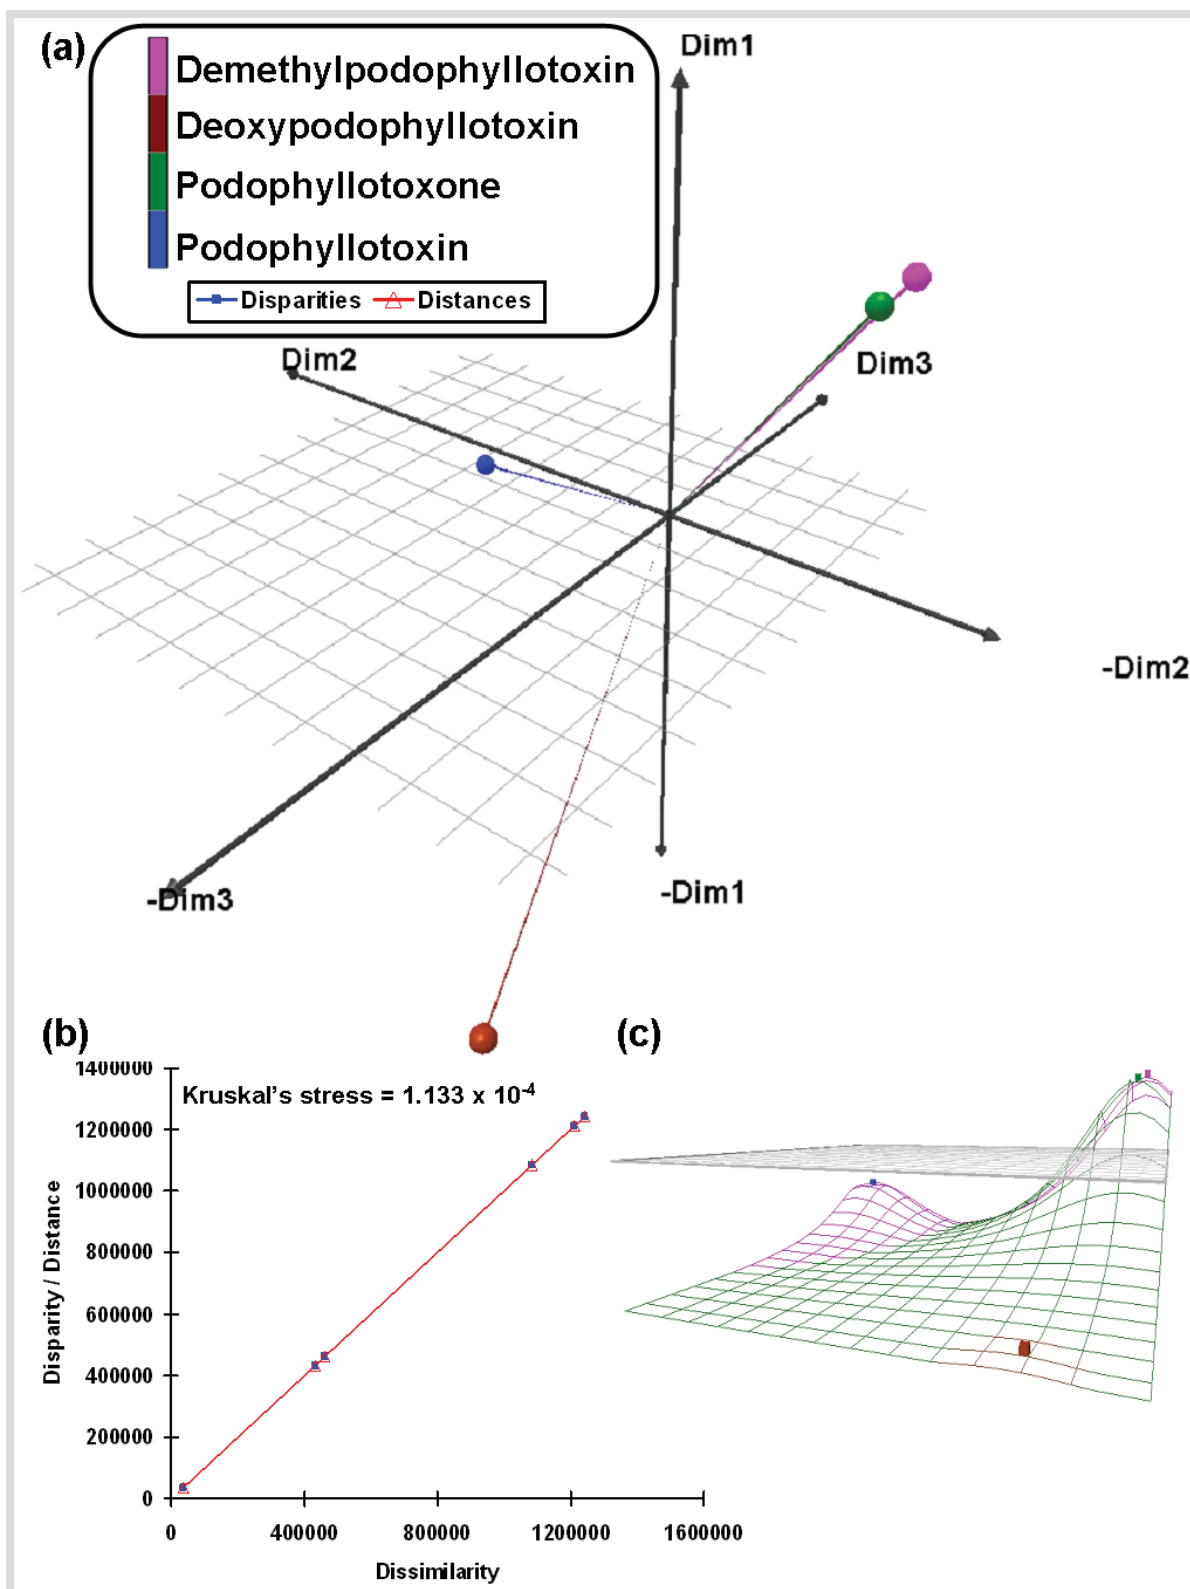 (a)
Demethylpodophyllotoxin
Deoxypodophyllotoxin
Podophyllotoxone
Podophyllotoxin
Disparities Distances
Dim1
Dim2
Dim3
-Dim2
-Dim3
-Dim1
(b)
Kruskal's stress = 1.133 x 10⁻⁴
Disparity / Distance
1400000
1200000
1000000
800000
600000
400000
200000
0
0 400000 800000 1200000 1600000
Dissimilarity
(c)